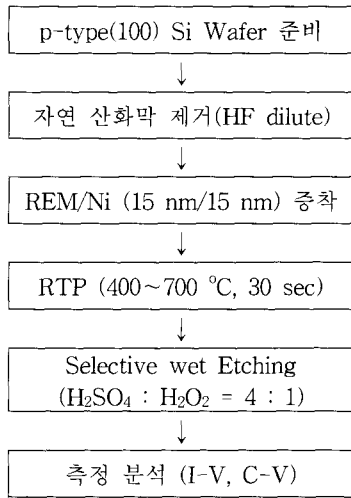 p-type(100) Si Wafer 준비
자연 산화막 제거(HF dilute)
REM/Ni (15 nm/15 nm) 증착
RTP (400~700 ℃, 30 sec)
Selective wet Etching
(H₂SO₄ : H₂O₂ = 4 : 1)
측정 분석 (I-V, C-V)